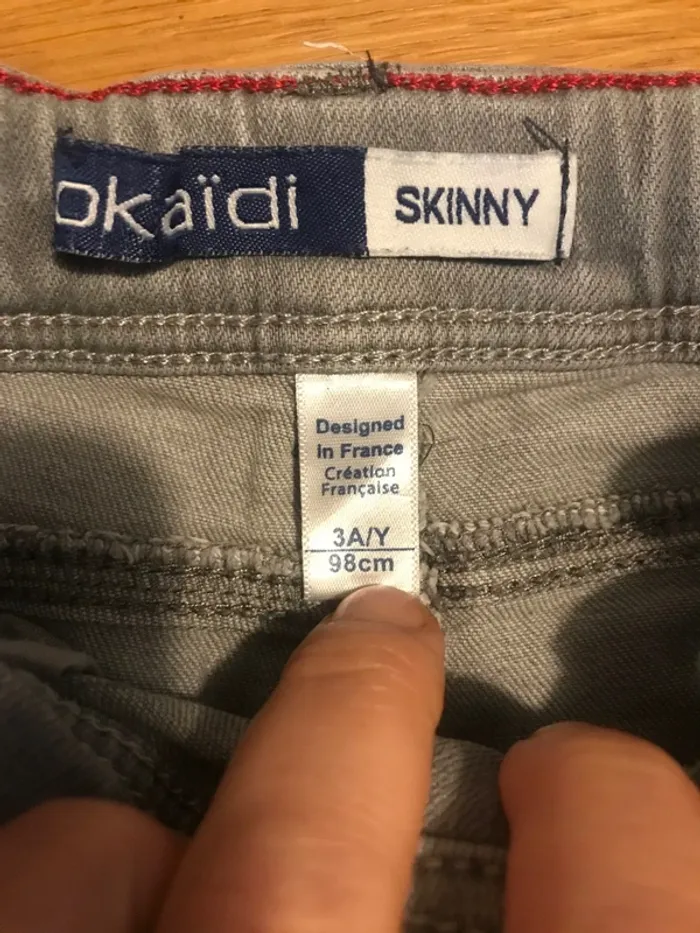 okaïdi SKINNY
Designed
in France
Création
Française
3A/Y
98cm